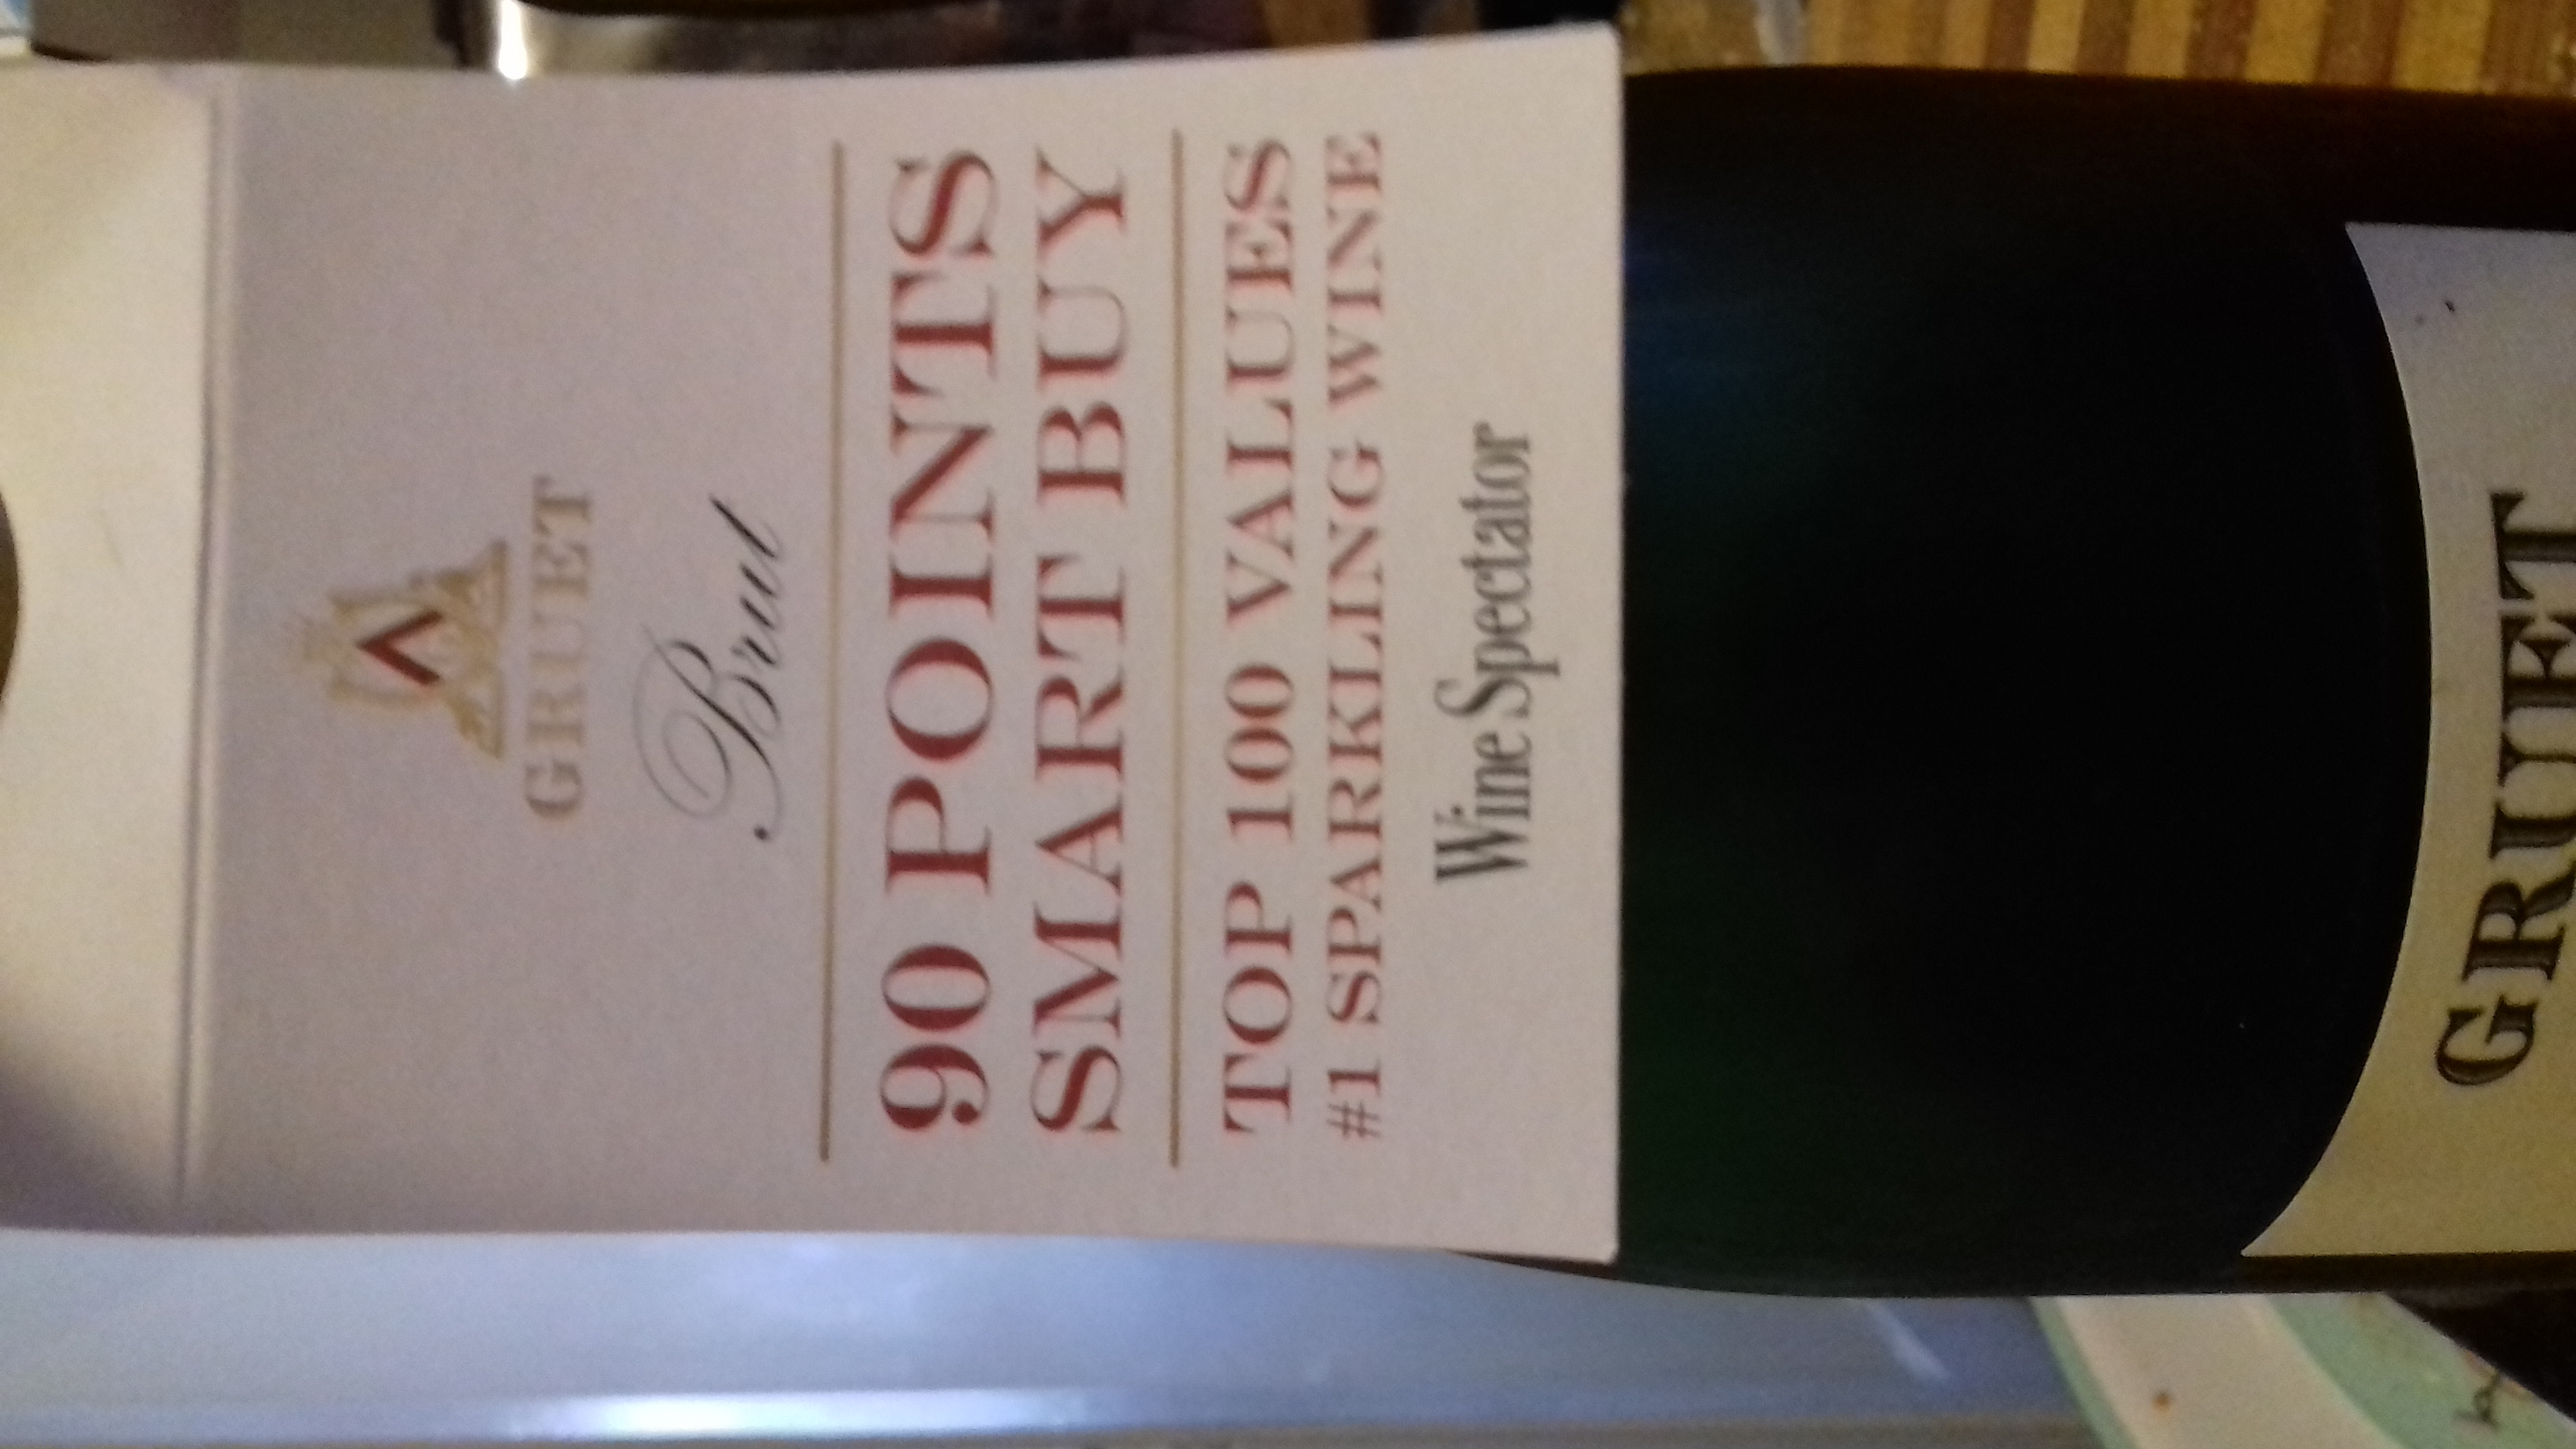 GRUET
Brut
90 POINTS
SMART BUY
TOP 100 VALUES
#1 SPARKLING WINE
Wine Spectator
GRUET